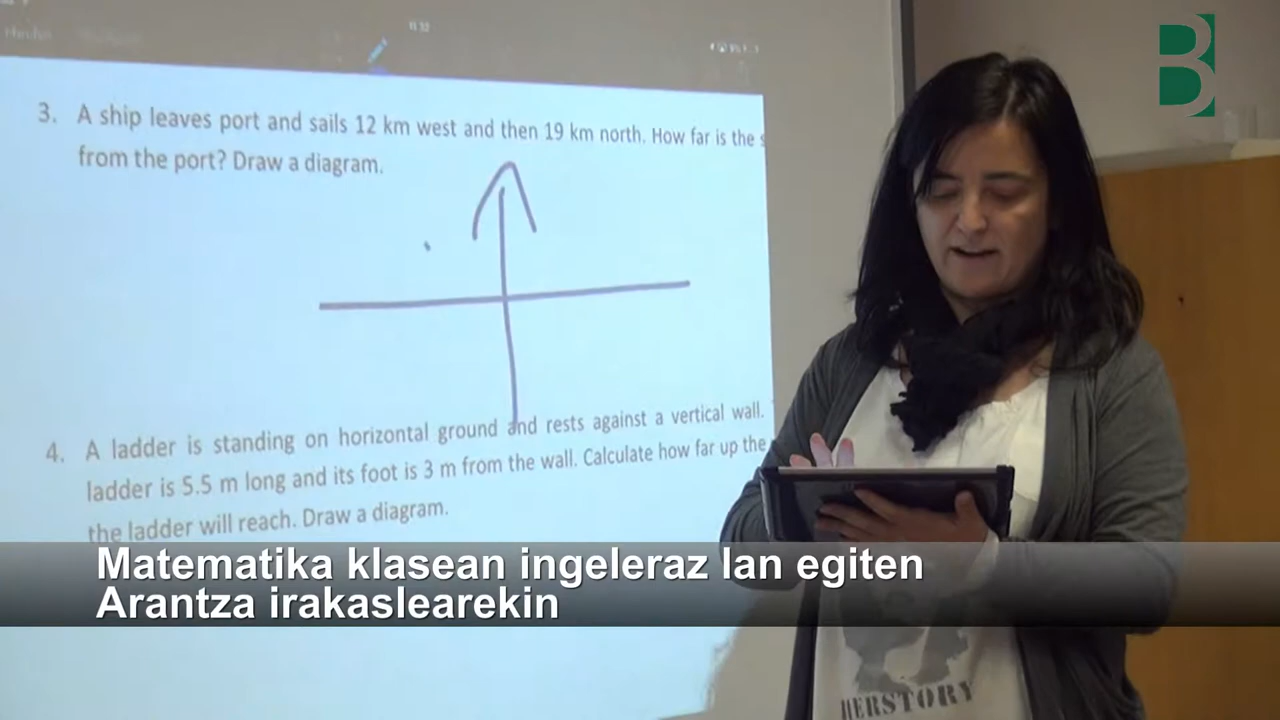 11:32
3. A ship leaves port and sails 12 km west and then 19 km north. How far is the
from the port? Draw a diagram.
4. A ladder is standing on horizontal ground and rests against a vertical wall.
ladder is 5.5 m long and its foot is 3 m from the wall. Calculate how far up the
the ladder will reach. Draw a diagram.
B
Matematika klasean ingeleraz lan egiten
Arantza irakaslearekin
HERSTORY